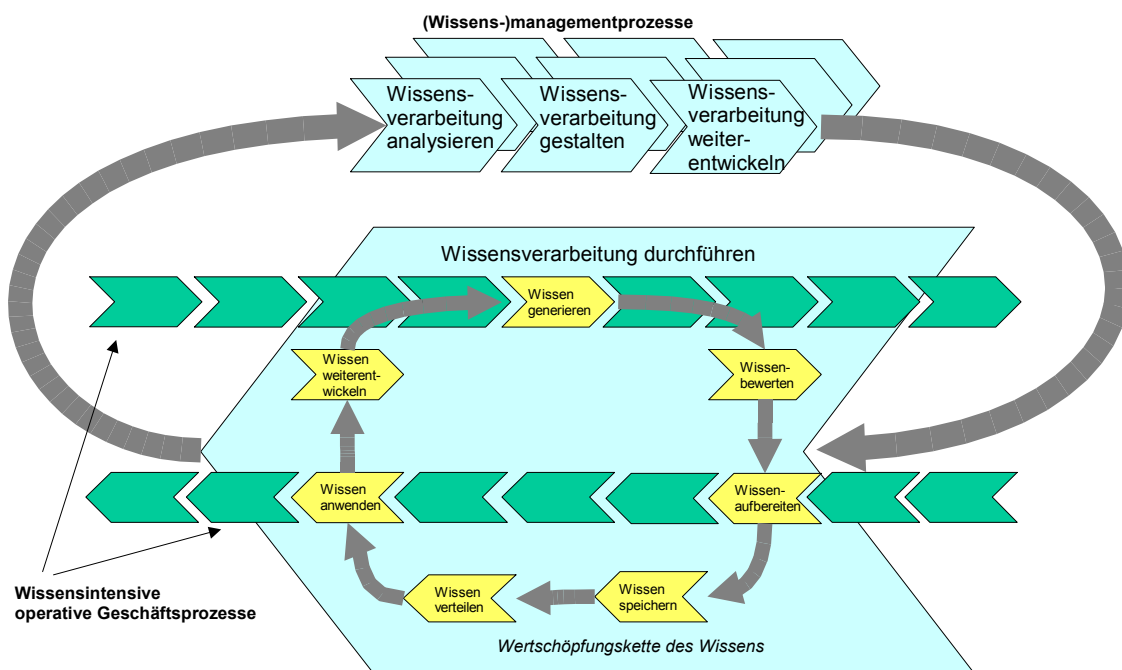 (Wissens-)managementprozesse
Wissens-
verarbeitung
analysieren
Wissens-
verarbeitung
gestalten
Wissens-
verarbeitung
weiter-
entwickeln
Wissensverarbeitung durchführen
Wissen
generieren
Wissen
weiterent-
wickeln
Wissen-
bewerten
Wissen
anwenden
Wissen-
aufbereiten
Wissen
verteilen
Wissen
speichern
Wissensintensive
operative Geschäftsprozesse
Wertschöpfungskette des Wissens